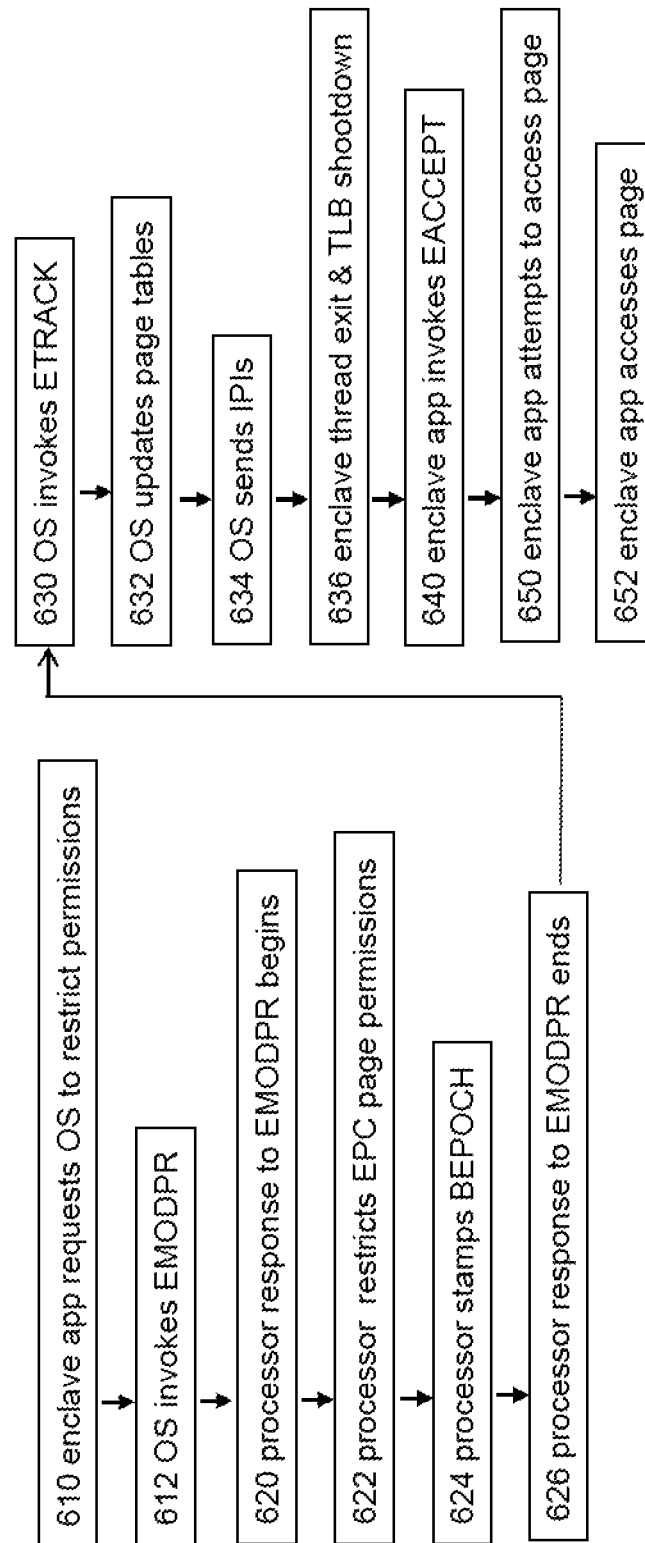 610 enclave app requests OS to restrict permissions
612 OS invokes EMODPR
620 processor response to EMODPR begins
622 processor restricts EPC page permissions
624 processor stamps BEPOCH
626 processor response to EMODPR ends
630 OS invokes ETRACK
632 OS updates page tables
634 OS sends IPIs
636 enclave thread exit & TLB shootdown
640 enclave app invokes EACCEPT
650 enclave app attempts to access page
652 enclave app accesses page